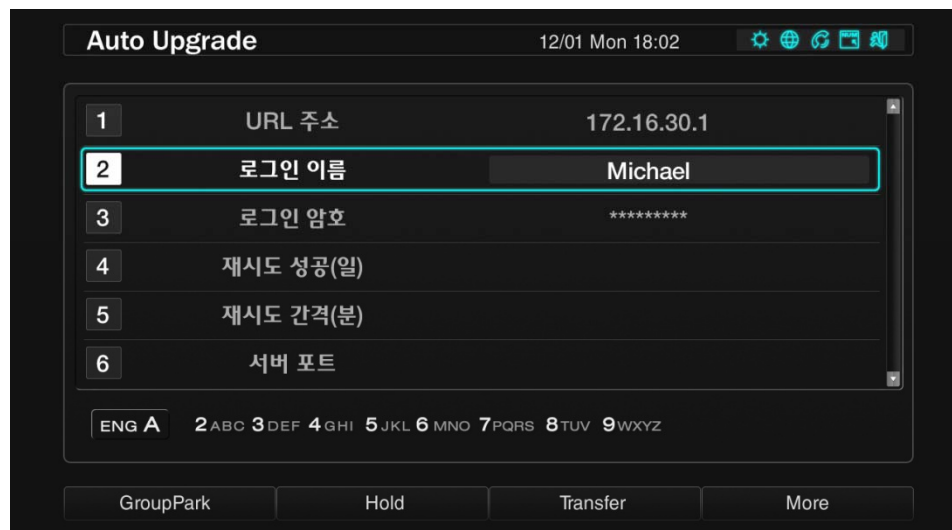 Auto Upgrade 12/01 Mon 18:02
1 URL 주소 172.16.30.1
2 로그인 이름 Michael
3 로그인 암호 *********
4 재시도 성공(일)
5 재시도 간격(분)
6 서버 포트
ENG A 2ABC 3DEF 4GHI 5JKL 6MNO 7PQRS 8TUV 9WXYZ
GroupPark Hold Transfer More